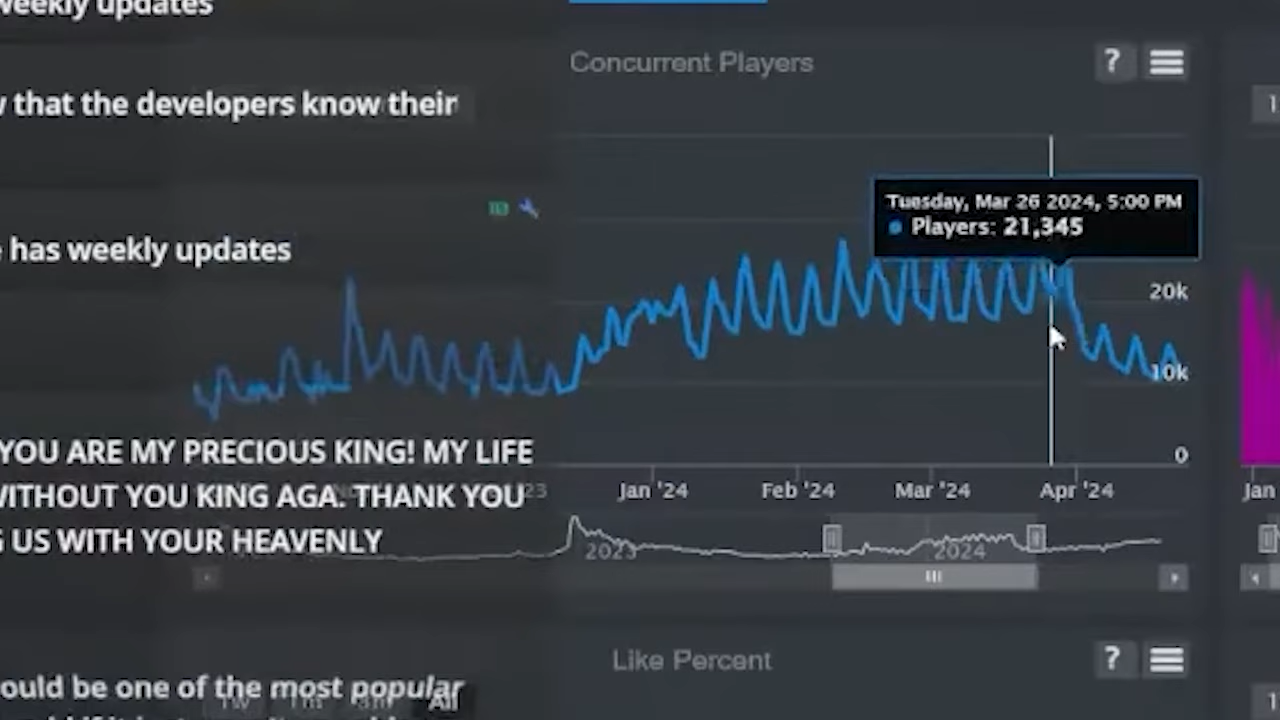 weekly updates
Concurrent Players
?
that the developers know their
Tuesday, Mar 26 2024, 5:00 PM
Players: 21,345
has weekly updates
20k
10k
YOU ARE MY PRECIOUS KING! MY LIFE
0
WITHOUT YOU KING AGA. THANK YOU
Jan '24
Feb '24
Mar '24
Apr '24
Jan
US WITH YOUR HEAVENLY
2023
2024
Like Percent
?
be one of the most popular
1w
All